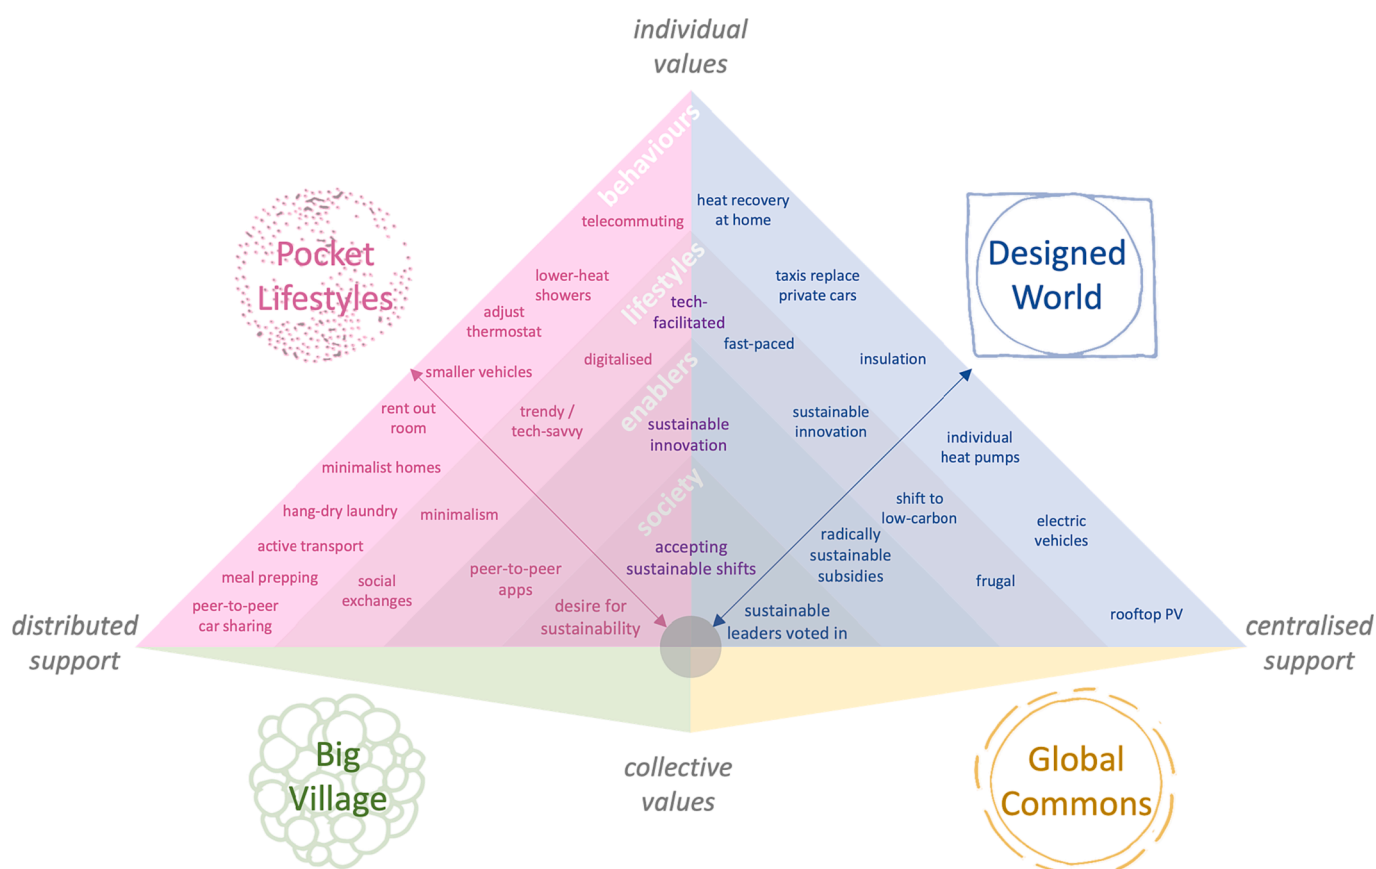 individual
values
behaviours
heat recovery
at home
telecommuting
Pocket
Lifestyles
Designed
World
lifestyles
lower-heat
showers
taxis replace
private cars
tech-
facilitated
adjust
thermostat
fast-paced
digitalised
insulation
smaller vehicles
enablers
rent out
room
trendy /
tech-savvy
sustainable
innovation
sustainable
innovation
individual
heat pumps
minimalist homes
society
hang-dry laundry
minimalism
shift to
low-carbon
electric
vehicles
active transport
accepting
sustainable shifts
radically
sustainable
subsidies
meal prepping
social
exchanges
peer-to-peer
apps
frugal
peer-to-peer
car sharing
desire for
sustainability
sustainable
leaders voted in
rooftop PV
distributed
support
centralised
support
Big
Village
collective
values
Global
Commons